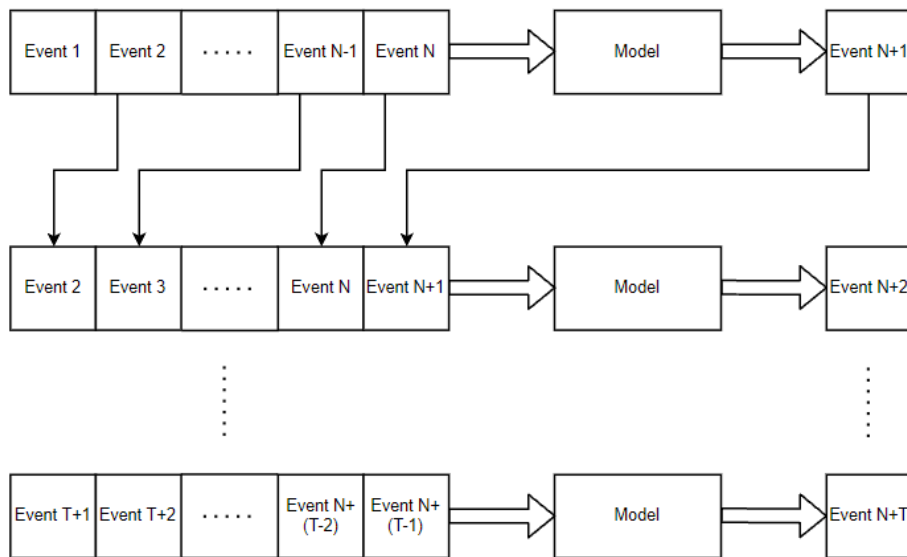 Event 1 Event 2 ..... Event N-1 Event N Model Event N+1
Event 2 Event 3 ..... Event N Event N+1 Model Event N+2
Event T+1 Event T+2 ..... Event N+ Event N+ Model Event N+T
(T-2) (T-1)